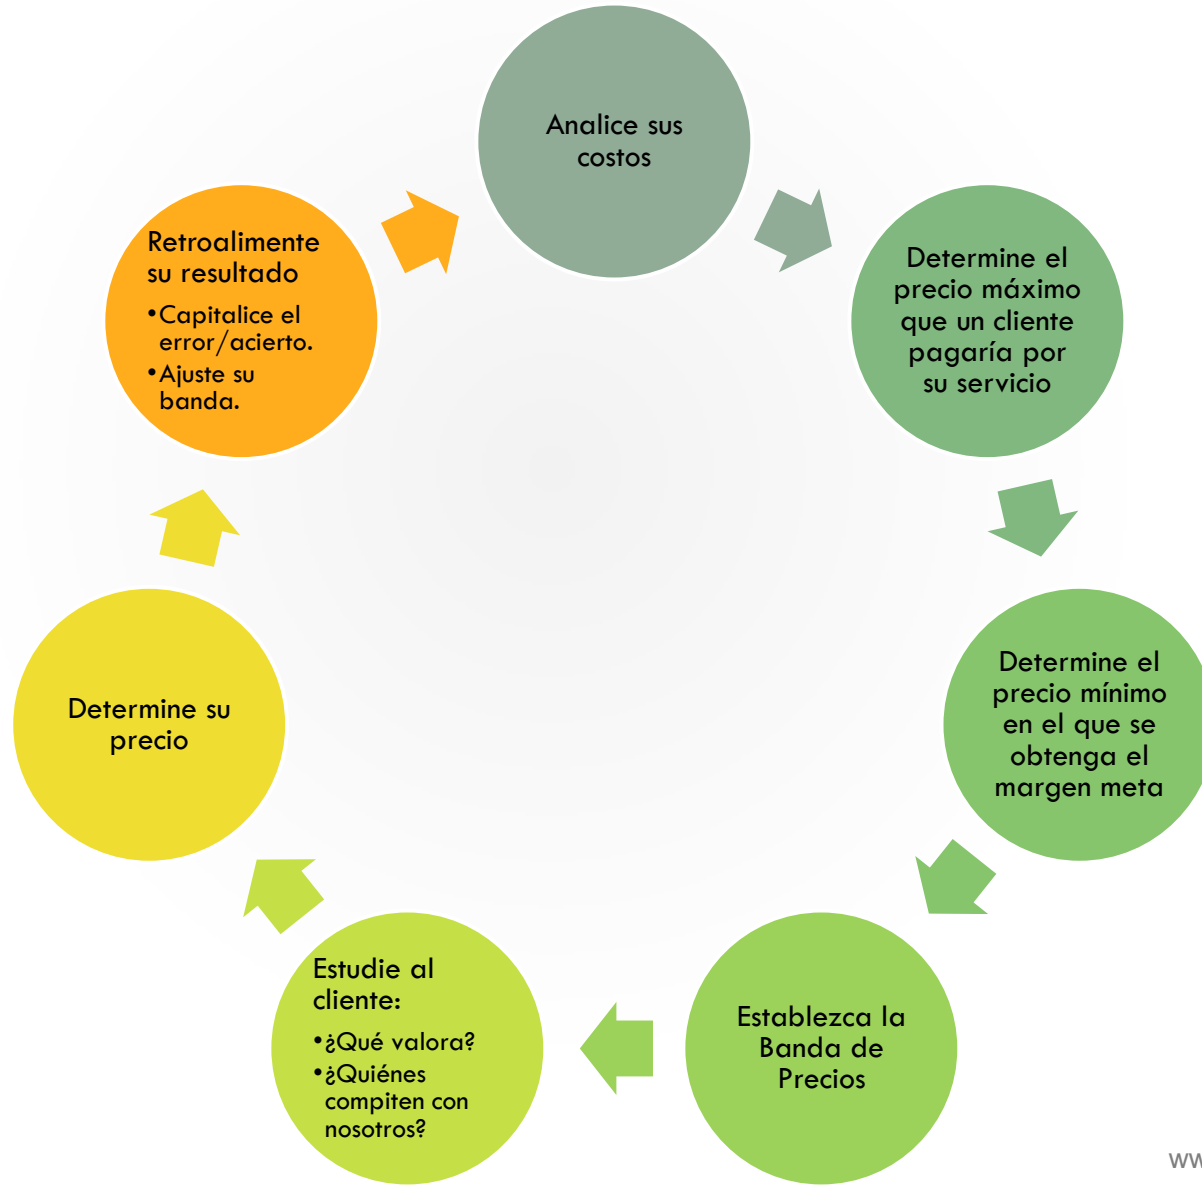 Analice sus
costos
Determine el
precio máximo
que un cliente
pagaría por
su servicio
Determine el
precio mínimo
en el que se
obtenga el
margen meta
Establezca la
Banda de
Precios
Estudie al
cliente:
•¿Qué valora?
•¿Quiénes
compiten con
nosotros?
Determine su
precio
Retroalimente
su resultado
•Capitalice el
error/acierto.
•Ajuste su
banda.